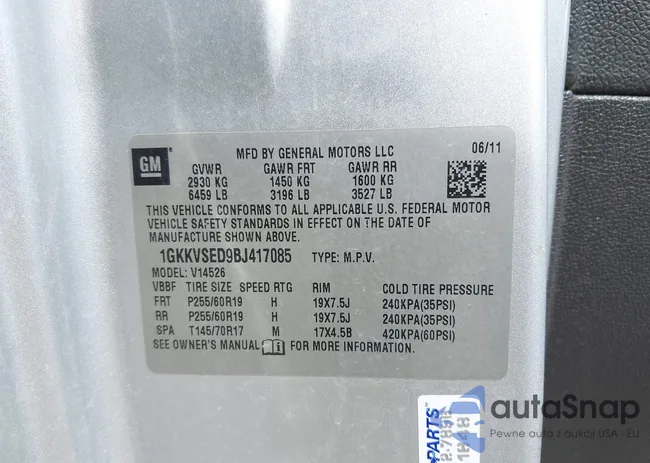 GM
MFD BY GENERAL MOTORS LLC 06/11
GVWR GAWR FRT GAWR RR
2930 KG 1450 KG 1600 KG
6459 LB 3196 LB 3527 LB
THIS VEHICLE CONFORMS TO ALL APPLICABLE U.S. FEDERAL MOTOR
VEHICLE SAFETY STANDARDS IN EFFECT ON THE DATE OF
MANUFACTURE SHOWN ABOVE.
1GKKVSED9BJ417085 TYPE: M.P.V.
MODEL: V14526
VBBF TIRE SIZE SPEED RTG RIM COLD TIRE PRESSURE
FRT P255/60R19 H 19X7.5J 240KPA(35PSI)
RR P255/60R19 H 19X7.5J 240KPA(35PSI)
SPA T145/70R17 M 17X4.5B 420KPA(60PSI)
SEE OWNER'S MANUAL FOR MORE INFORMATION.
PARTS
autaSnap
Pewne auta z aukcji USA - EU